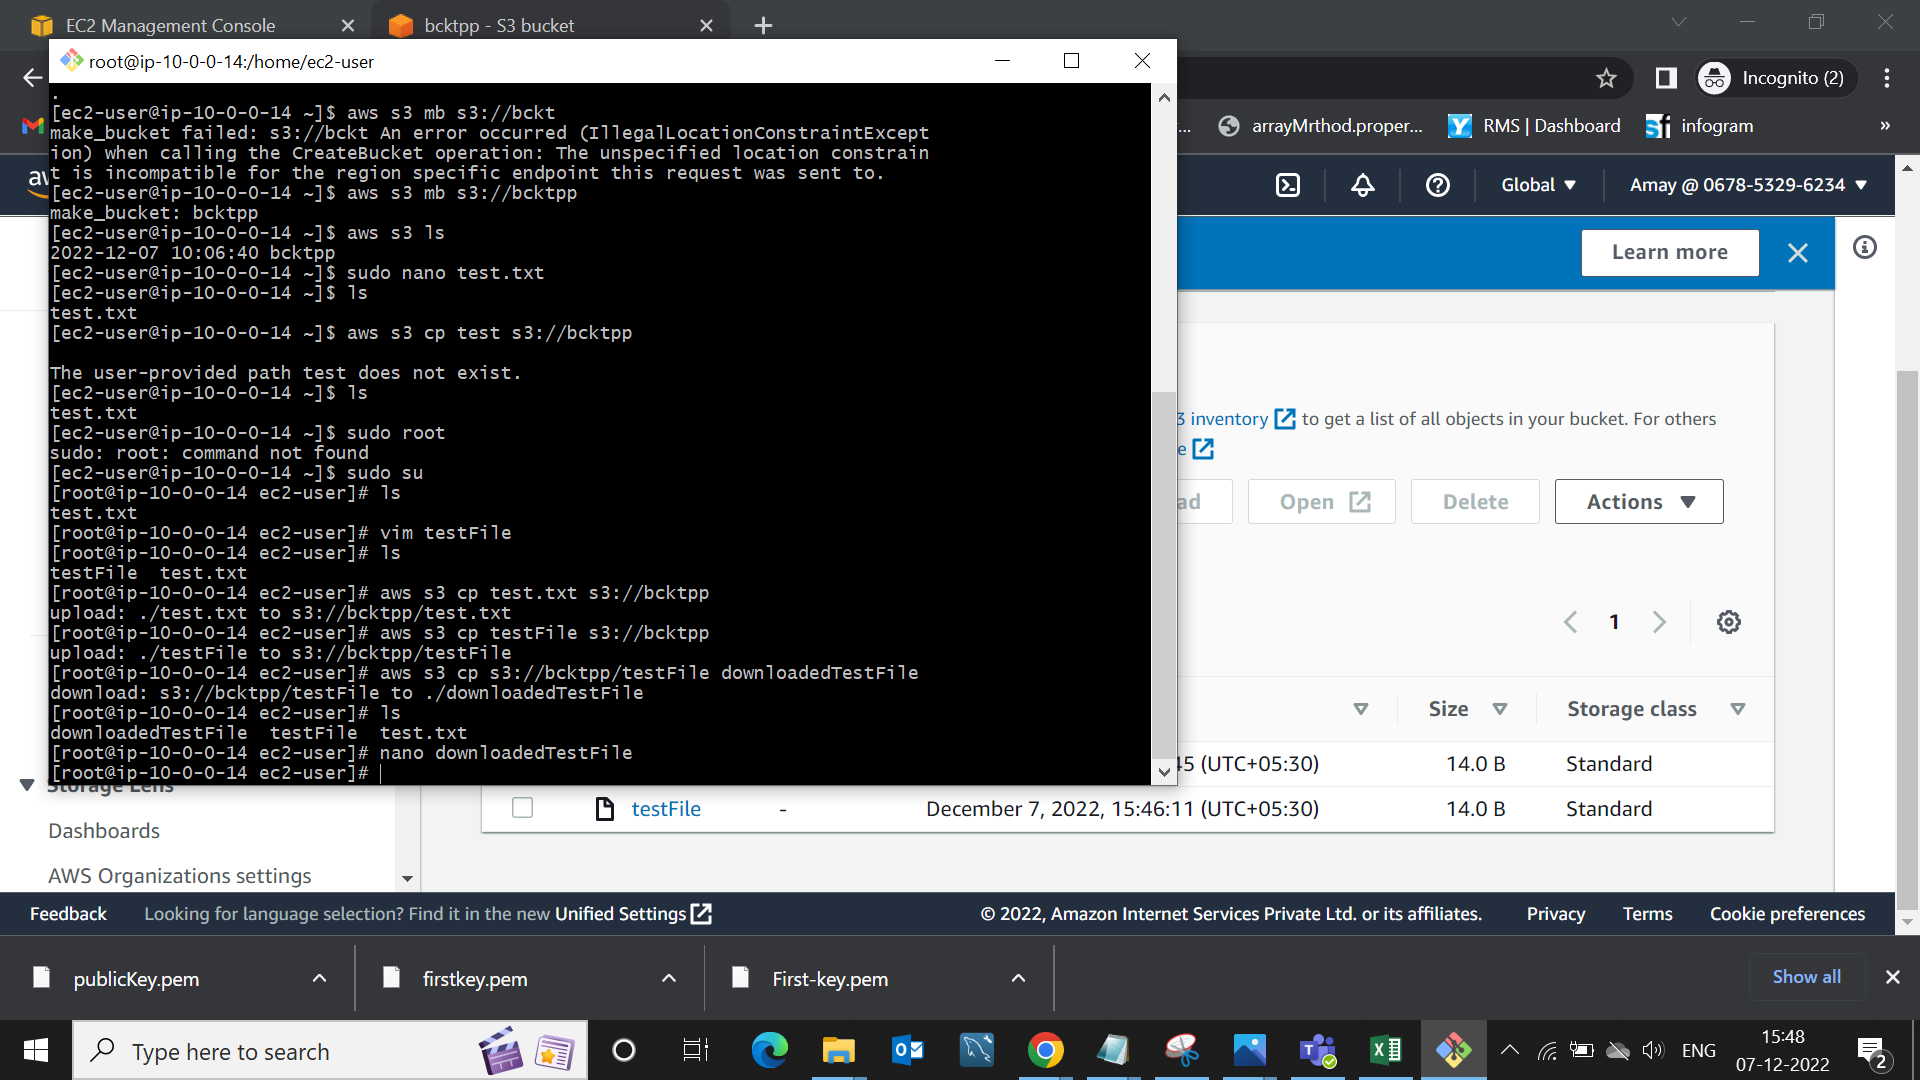 EC2 Management Console
bcktpp - S3 bucket
root@ip-10-0-0-14:/home/ec2-user
Incognito (2)
.
[ec2-user@ip-10-0-0-14 ~]$ aws s3 mb s3://bckt
make_bucket failed: s3://bckt An error occurred (IllegalLocationConstraintExcept
ion) when calling the CreateBucket operation: The unspecified location constrain
t is incompatible for the region specific endpoint this request was sent to.
[ec2-user@ip-10-0-0-14 ~]$ aws s3 mb s3://bcktpp
make_bucket: bcktpp
[ec2-user@ip-10-0-0-14 ~]$ aws s3 ls
2022-12-07 10:06:40 bcktpp
[ec2-user@ip-10-0-0-14 ~]$ sudo nano test.txt
[ec2-user@ip-10-0-0-14 ~]$ ls
test.txt
[ec2-user@ip-10-0-0-14 ~]$ aws s3 cp test s3://bcktpp
The user-provided path test does not exist.
[ec2-user@ip-10-0-0-14 ~]$ ls
test.txt
[ec2-user@ip-10-0-0-14 ~]$ sudo root
sudo: root: command not found
[ec2-user@ip-10-0-0-14 ~]$ sudo su
[root@ip-10-0-0-14 ec2-user]# ls
test.txt
[root@ip-10-0-0-14 ec2-user]# vim testFile
[root@ip-10-0-0-14 ec2-user]# ls
testFile  test.txt
[root@ip-10-0-0-14 ec2-user]# aws s3 cp test.txt s3://bcktpp
upload: ./test.txt to s3://bcktpp/test.txt
[root@ip-10-0-0-14 ec2-user]# aws s3 cp testFile s3://bcktpp
upload: ./testFile to s3://bcktpp/testFile
[root@ip-10-0-0-14 ec2-user]# aws s3 cp s3://bcktpp/testFile downloadedTestFile
download: s3://bcktpp/testFile to ./downloadedTestFile
[root@ip-10-0-0-14 ec2-user]# ls
downloadedTestFile  testFile  test.txt
[root@ip-10-0-0-14 ec2-user]# nano downloadedTestFile
[root@ip-10-0-0-14 ec2-user]#
... arrayMrthod.proper... RMS | Dashboard infogram »
aw Global Amay @ 0678-5329-6234
Learn more
3 inventory to get a list of all objects in your bucket. For others
e
ad Open Delete Actions
1
Size Storage class
45 (UTC+05:30) 14.0 B Standard
testFile - December 7, 2022, 15:46:11 (UTC+05:30) 14.0 B Standard
Storage Lens
Dashboards
AWS Organizations settings
Feedback Looking for language selection? Find it in the new Unified Settings © 2022, Amazon Internet Services Private Ltd. or its affiliates. Privacy Terms Cookie preferences
publicKey.pem firstkey.pem First-key.pem Show all
Type here to search
ENG
15:48
07-12-2022
2